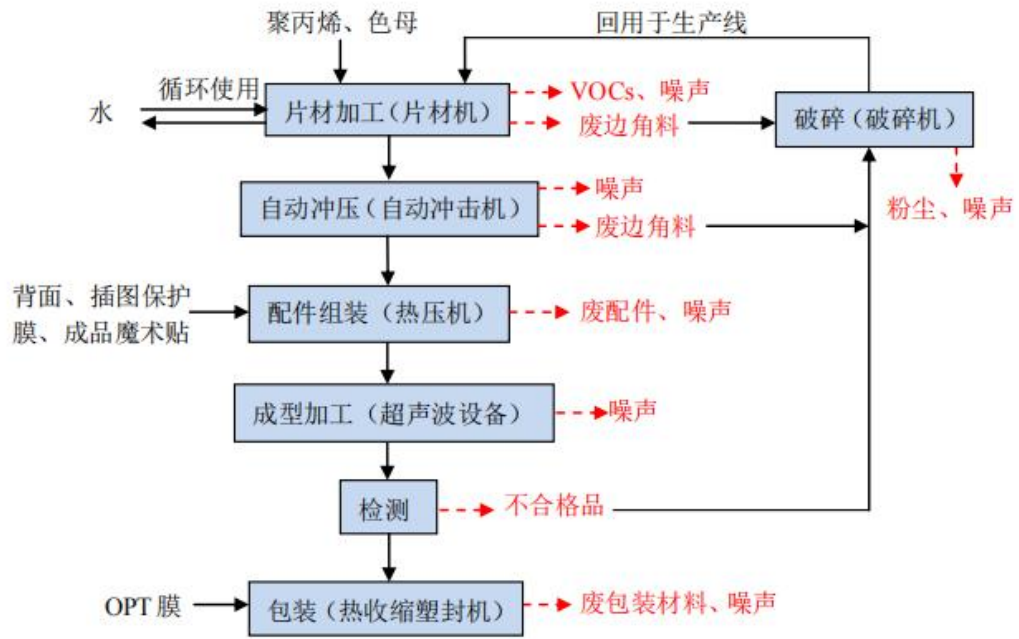 聚丙烯、色母
回用于生产线
水
循环使用
片材加工（片材机）
VOCs、噪声
废边角料
破碎（破碎机）
粉尘、噪声
自动冲压（自动冲击机）
噪声
废边角料
背面、插图保护
膜、成品魔术贴
配件组装（热压机）
废配件、噪声
成型加工（超声波设备）
噪声
检测
不合格品
OPT 膜
包装（热收缩塑封机）
废包装材料、噪声